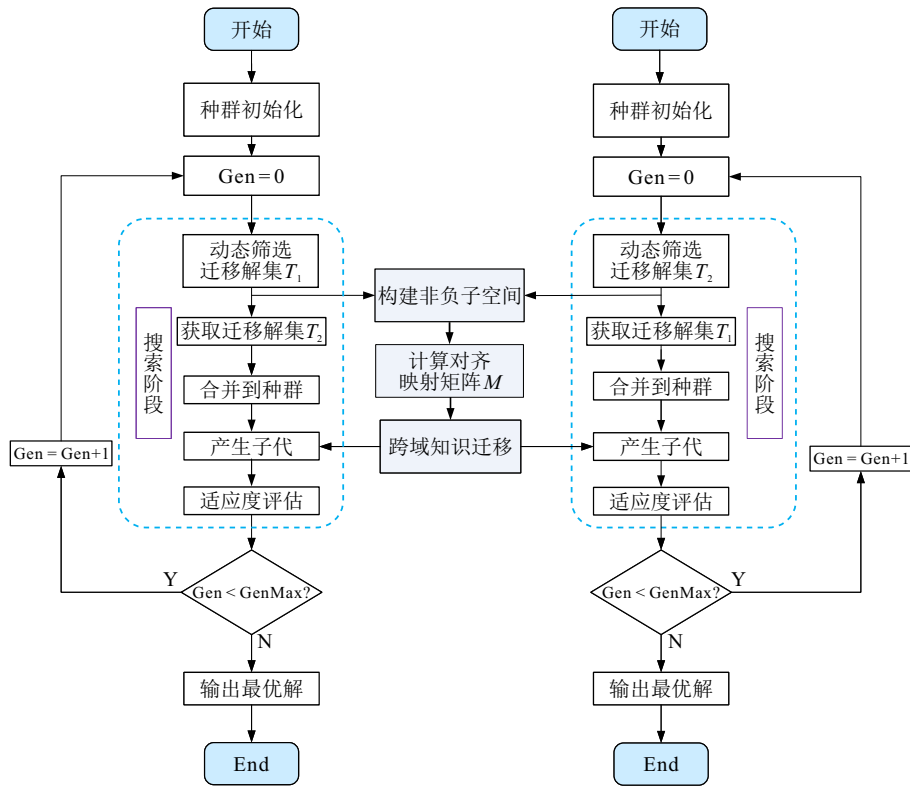 开始
种群初始化
Gen=0
动态筛选
迁移解集T₁
获取迁移解集T₂
合并到种群
产生子代
适应度评估
搜索阶段
Gen = Gen+1
Gen < GenMax?
Y
N
输出最优解
End
构建非负子空间
计算对齐
映射矩阵M
跨域知识迁移
开始
种群初始化
Gen=0
动态筛选
迁移解集T₂
获取迁移解集T₁
合并到种群
产生子代
适应度评估
搜索阶段
Gen = Gen+1
Gen < GenMax?
Y
N
输出最优解
End